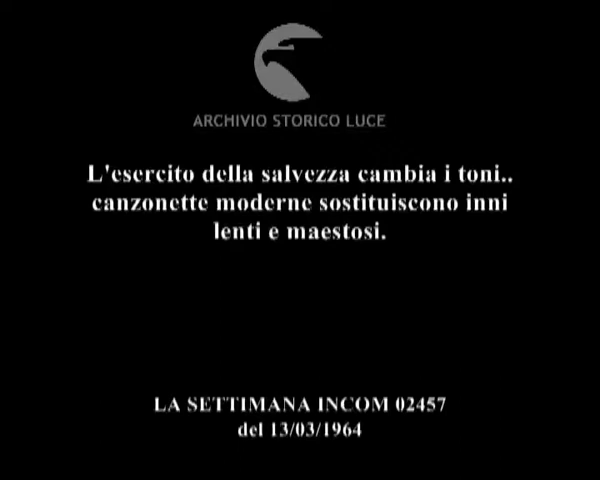 ARCHIVIO STORICO LUCE
L'esercito della salvezza cambia i toni..
canzonette moderne sostituiscono inni
lenti e maestosi.
LA SETTIMANA INCOM 02457
del 13/03/1964